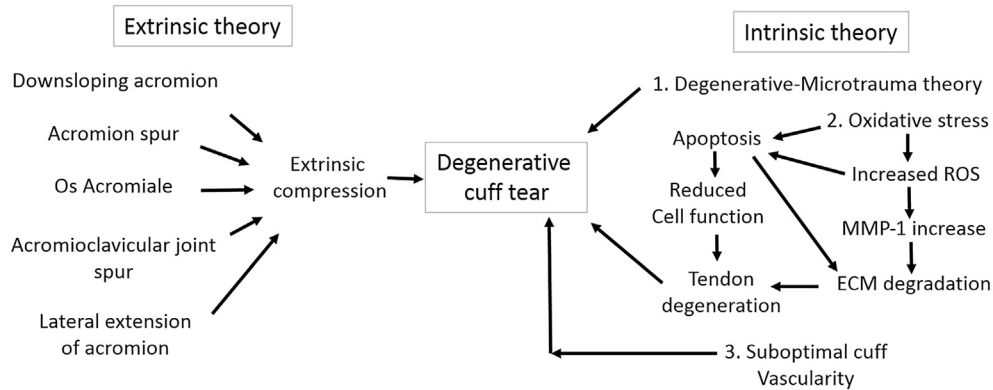 Extrinsic theory
Downsloping acromion
Acromion spur
Os Acromiale
Acromioclavicular joint
spur
Lateral extension
of acromion
Extrinsic
compression
Degenerative
cuff tear
Intrinsic theory
1. Degenerative-Microtrauma theory
2. Oxidative stress
Apoptosis
Increased ROS
Reduced
Cell function
MMP-1 increase
Tendon
degeneration
ECM degradation
3. Suboptimal cuff
Vascularity